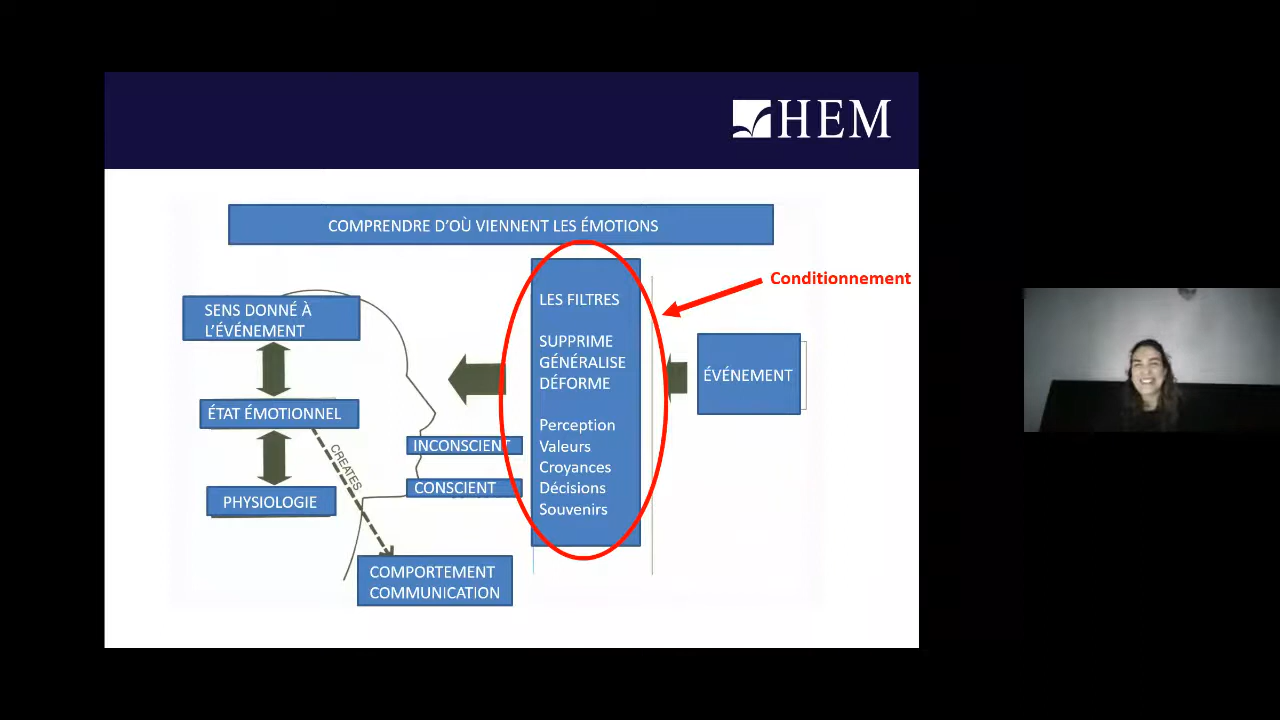 HEM
COMPRENDRE D'OÙ VIENNENT LES ÉMOTIONS
Conditionnement
SENS DONNÉ À
L'ÉVÉNEMENT
ÉTAT ÉMOTIONNEL
PHYSIOLOGIE
CREATES
COMPORTEMENT
COMMUNICATION
INCONSCIENT
CONSCIENT
LES FILTRES
SUPPRIME
GÉNÉRALISE
DÉFORME
Perception
Valeurs
Croyances
Décisions
Souvenirs
ÉVÉNEMENT